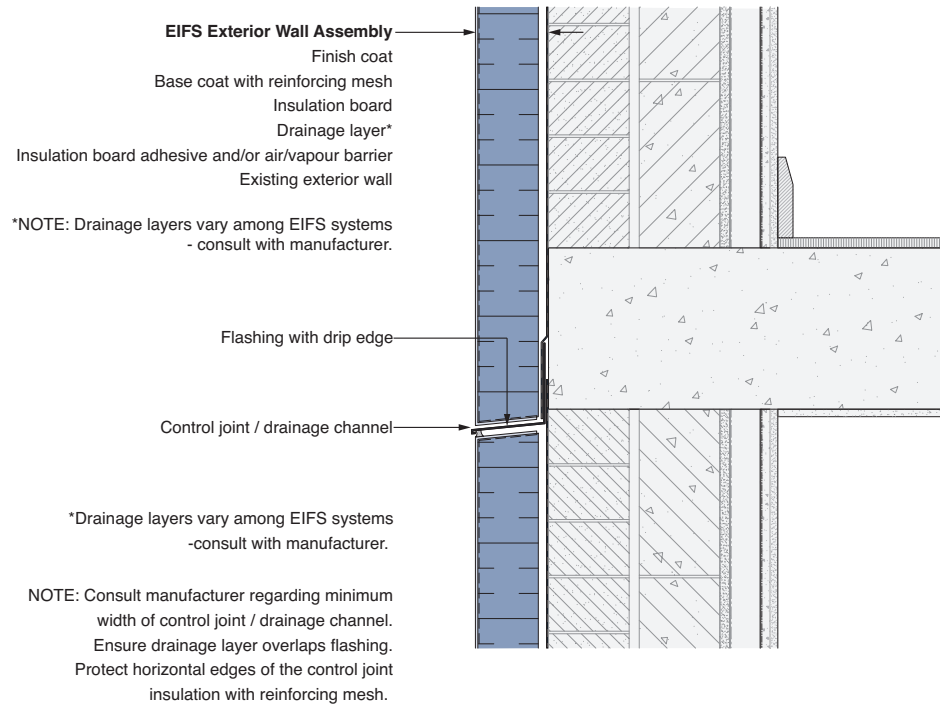 EIFS Exterior Wall Assembly
Finish coat
Base coat with reinforcing mesh
Insulation board
Drainage layer*
Insulation board adhesive and/or air/vapour barrier
Existing exterior wall
*NOTE: Drainage layers vary among EIFS systems
- consult with manufacturer.
Flashing with drip edge
Control joint / drainage channel
*Drainage layers vary among EIFS systems
-consult with manufacturer.
NOTE: Consult manufacturer regarding minimum
width of control joint / drainage channel.
Ensure drainage layer overlaps flashing.
Protect horizontal edges of the control joint
insulation with reinforcing mesh.